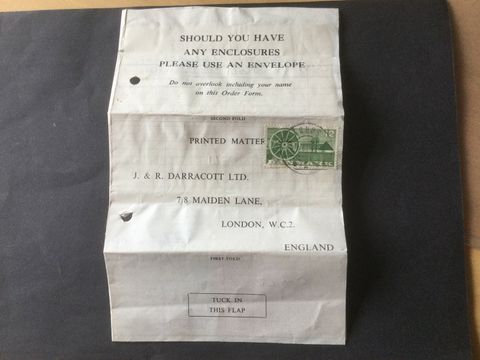 SHOULD YOU HAVE
ANY ENCLOSURES
PLEASE USE AN ENVELOPE
Do not overlook including your name
on this Order Form.
SECOND FOLD
PRINTED MATTER
12
DANMARK
J. & R. DARRACOTT LTD.
7/8 MAIDEN LANE,
LONDON, W.C.2.
ENGLAND
FIRST FOLD
TUCK IN
THIS FLAP